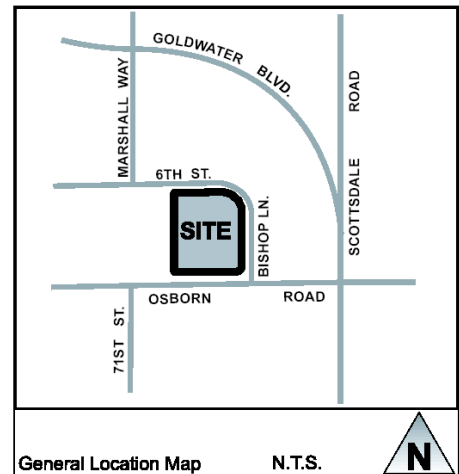 GOLDWATER BLVD.
MARSHALL WAY
ROAD
SCOTTSDALE
6TH ST.
SITE
BISHOP LN.
OSBORN ROAD
71ST ST.
General Location Map N.T.S. N